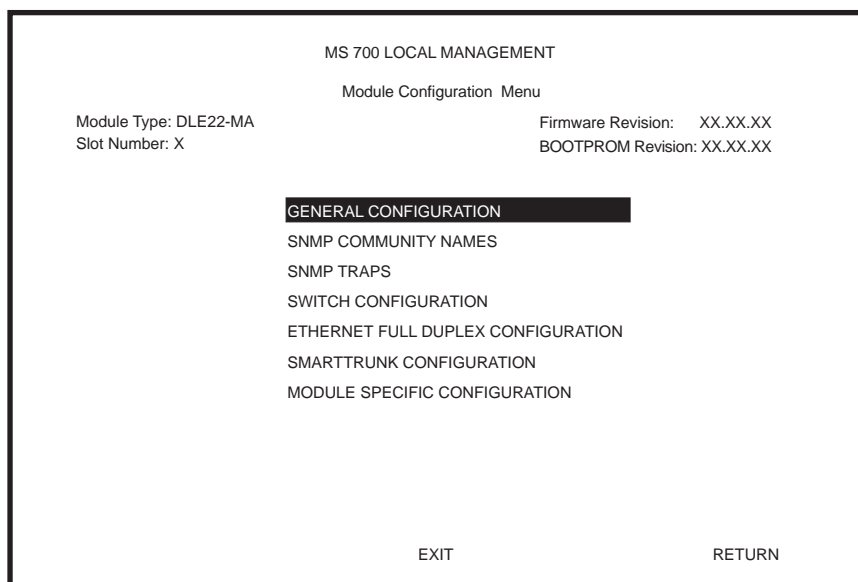 MS 700 LOCAL MANAGEMENT
Module Configuration Menu
Module Type: DLE22-MA
Firmware Revision: XX.XX.XX
Slot Number: X
BOOTPROM Revision: XX.XX.XX
GENERAL CONFIGURATION
SNMP COMMUNITY NAMES
SNMP TRAPS
SWITCH CONFIGURATION
ETHERNET FULL DUPLEX CONFIGURATION
SMARTTRUNK CONFIGURATION
MODULE SPECIFIC CONFIGURATION
EXIT
RETURN